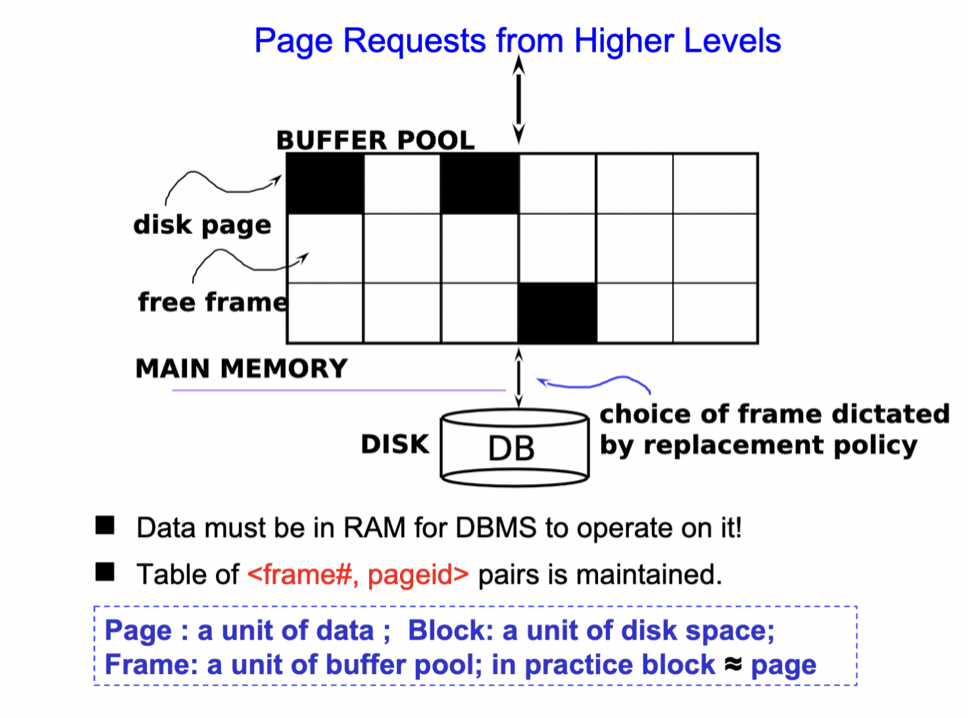 Page Requests from Higher Levels
BUFFER POOL
disk page
free frame
MAIN MEMORY
choice of frame dictated
by replacement policy
DISK
DB
■ Data must be in RAM for DBMS to operate on it!
■ Table of <frame#, pageid> pairs is maintained.
Page : a unit of data ; Block: a unit of disk space;
Frame: a unit of buffer pool; in practice block ≈ page